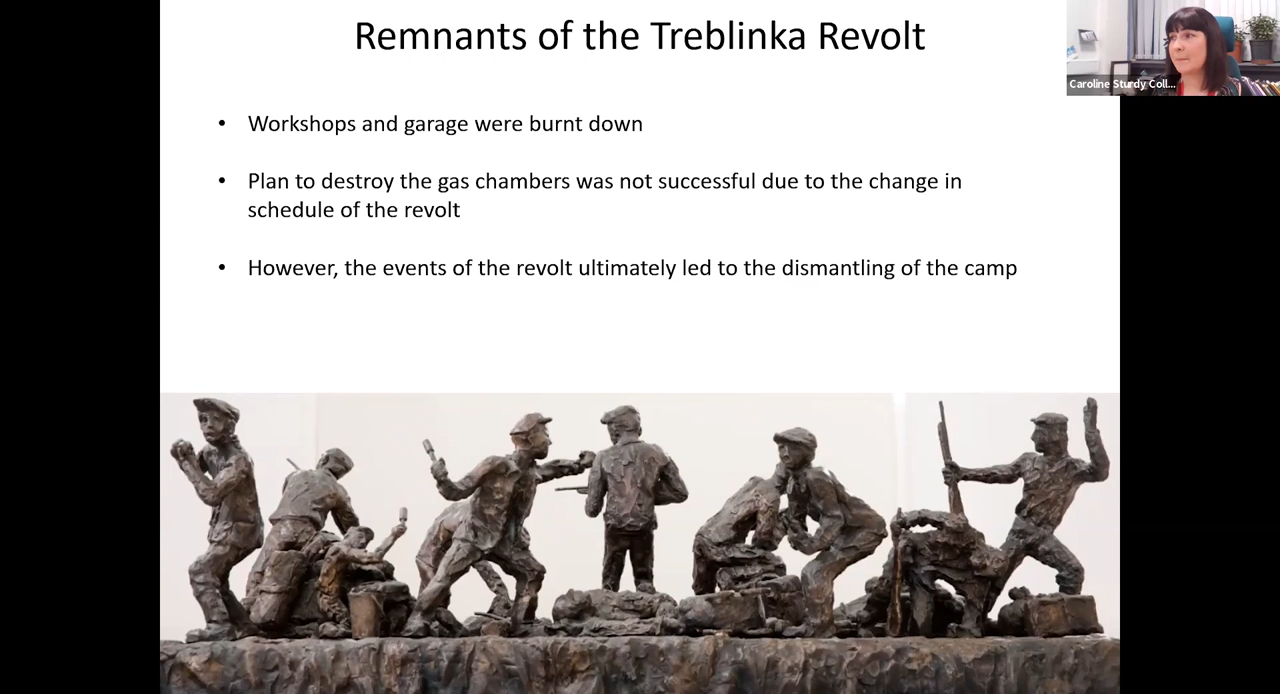 Remnants of the Treblinka Revolt
Caroline Sturdy Coll...
• Workshops and garage were burnt down
• Plan to destroy the gas chambers was not successful due to the change in
schedule of the revolt
• However, the events of the revolt ultimately led to the dismantling of the camp